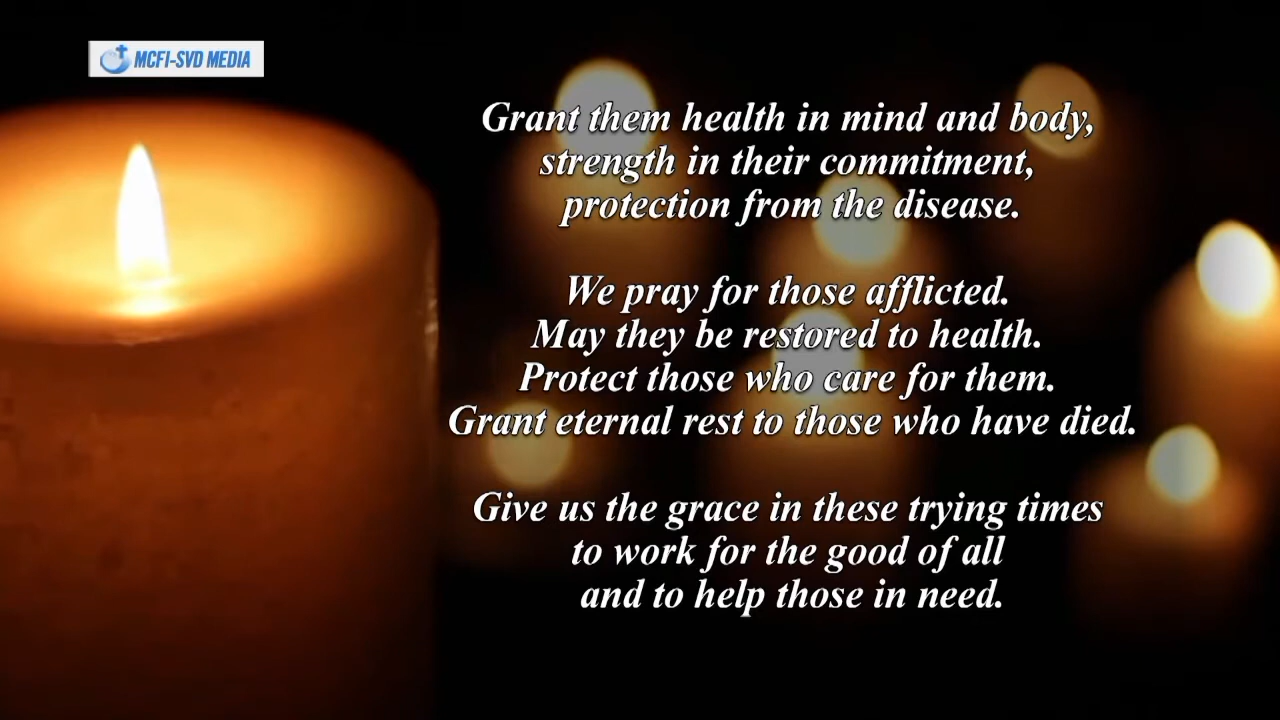 MCFI-SVD MEDIA
Grant them health in mind and body,
strength in their commitment,
protection from the disease.
We pray for those afflicted.
May they be restored to health.
Protect those who care for them.
Grant eternal rest to those who have died.
Give us the grace in these trying times
to work for the good of all
and to help those in need.